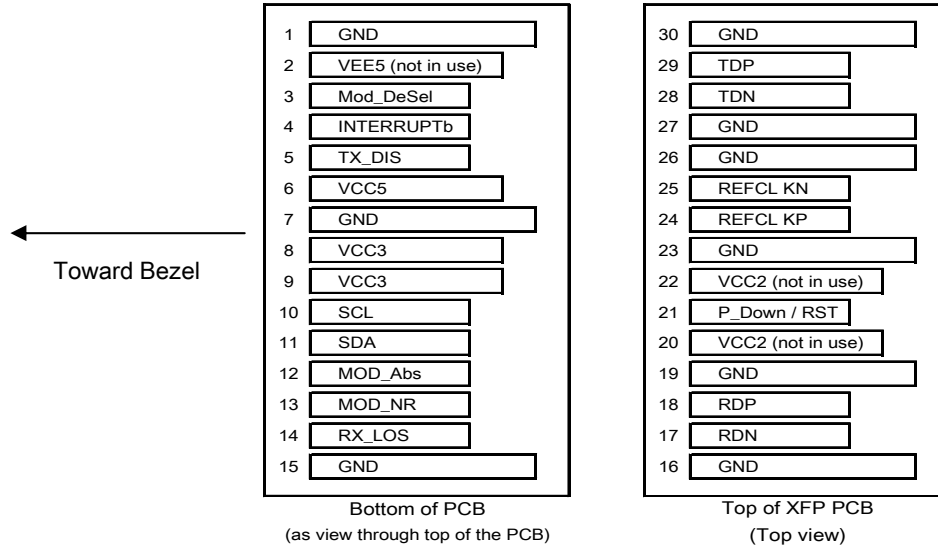 1 GND
2 VEE5 (not in use)
3 Mod_DeSel
4 INTERRUPTb
5 TX_DIS
6 VCC5
7 GND
8 VCC3
9 VCC3
10 SCL
11 SDA
12 MOD_Abs
13 MOD_NR
14 RX_LOS
15 GND
Bottom of PCB
(as view through top of the PCB)
30 GND
29 TDP
28 TDN
27 GND
26 GND
25 REFCL KN
24 REFCL KP
23 GND
22 VCC2 (not in use)
21 P_Down / RST
20 VCC2 (not in use)
19 GND
18 RDP
17 RDN
16 GND
Top of XFP PCB
(Top view)
Toward Bezel